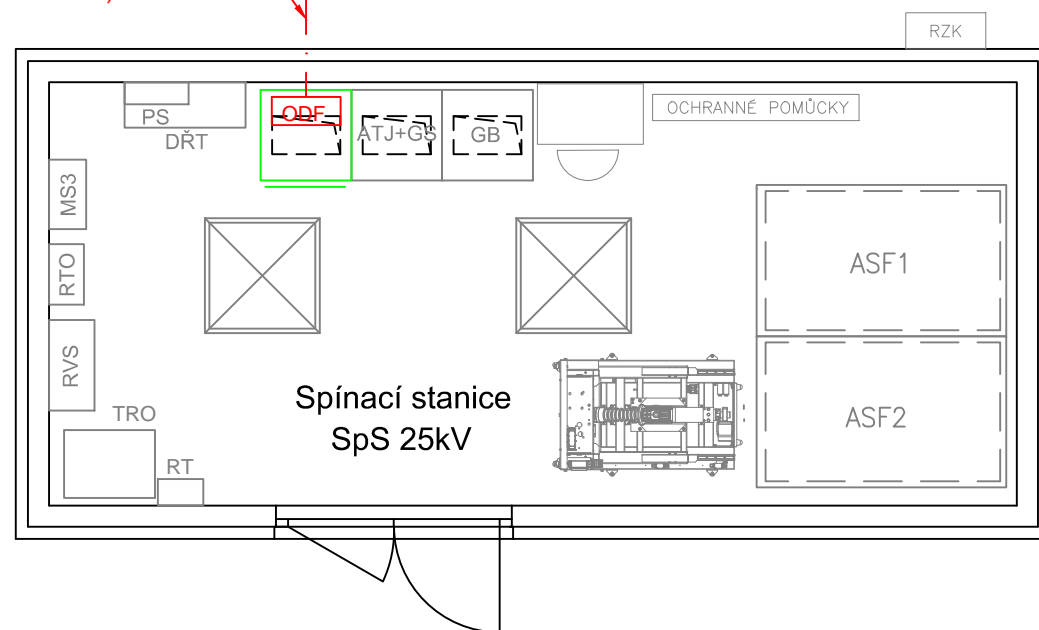 RZK
PS
DŘT
ODF
ATJ+GS
GB
OCHRANNÉ POMŮCKY
MS3
RTO
RVS
ASF1
ASF2
Spínací stanice
SpS 25kV
TRO
RT